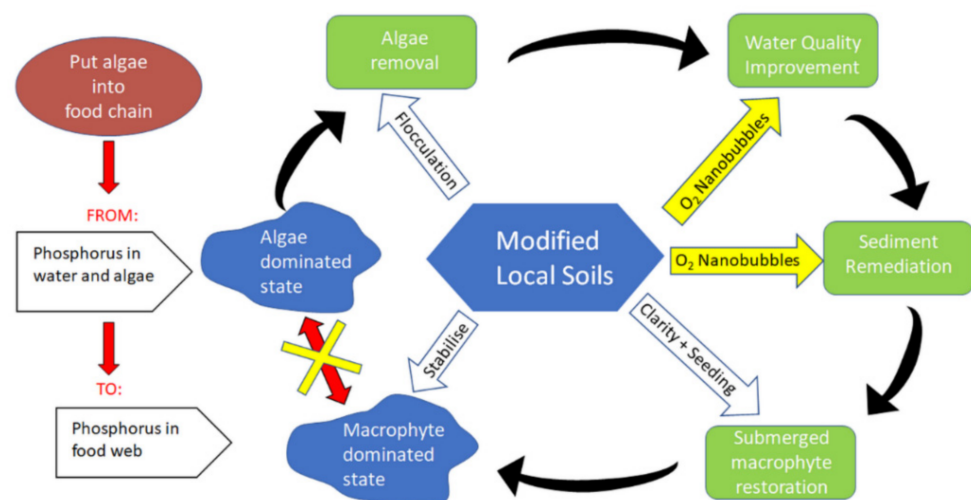 Put algae
into
food chain
FROM:
Phosphorus in
water and algae
TO:
Phosphorus in
food web
Algae
dominated
state
Macrophyte
dominated
state
Algae
removal
Flocculation
Modified
Local Soils
Stabilise
Water Quality
Improvement
O₂ Nanobubbles
O₂ Nanobubbles
Sediment
Remediation
Clarity + Seeding
Submerged
macrophyte
restoration